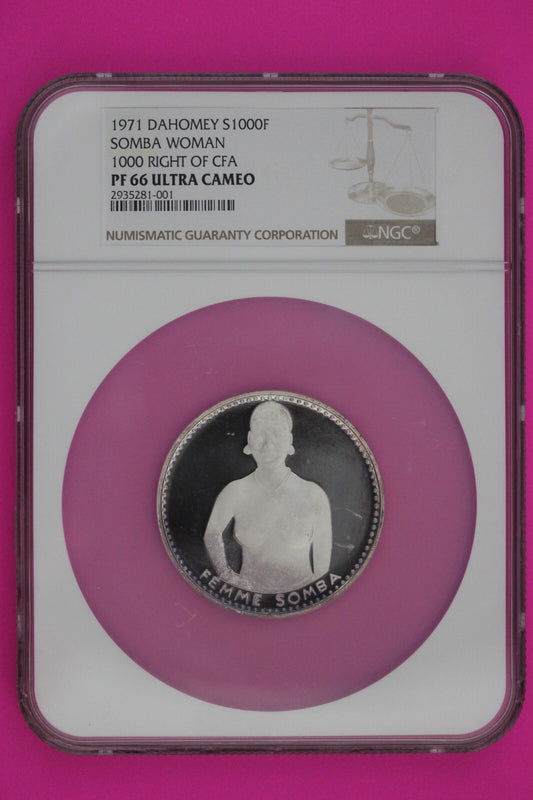 1971 DAHOMEY S1000F
SOMBA WOMAN
1000 RIGHT OF CFA
PF 66 ULTRA CAMEO
2935281-001
NUMISMATIC GUARANTY CORPORATION NGC®
FEMME SOMBA